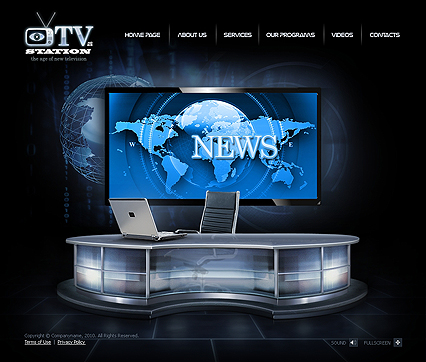 TV
STATION
the age of new television
HOME PAGE
ABOUT US
SERVICES
OUR PROGRAMS
VIDEOS
CONTACTS
W
E
NEWS
Copyright © Companyname, 2010. All Rights Reserved.
Terms of Use | Privacy Policy
SOUND
FULLSCREEN